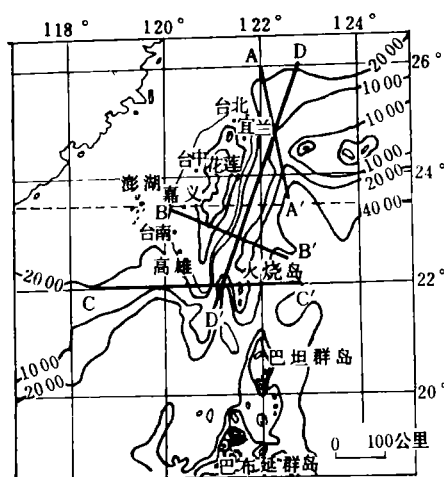 118° 120° 122° 124°
A D
26°
2000
1000
台北
宜兰
1000
台中
花莲
1000
24°
2000
澎湖
嘉义
A′
4000
B
台南
B′
高雄
火烧岛
2000
22°
C
C′
D′
巴坦群岛
1000
2000
20°
0 100公里
巴布延群岛